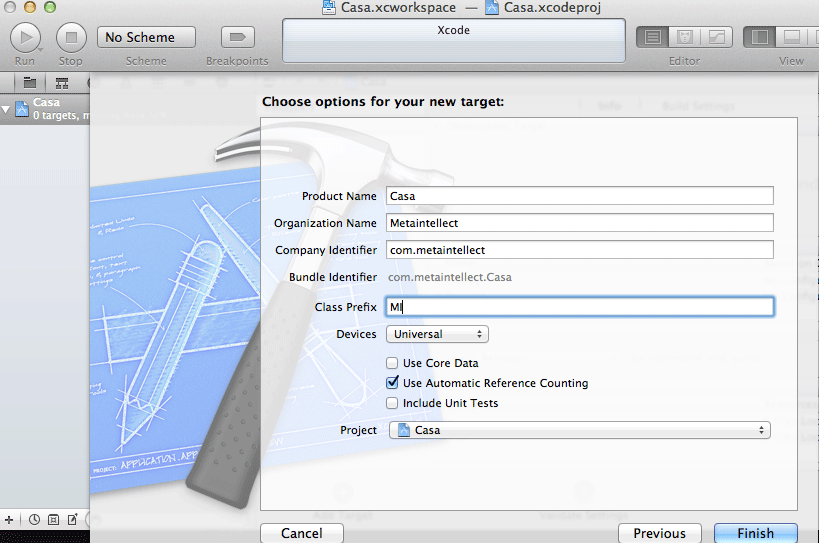 Casa.xcworkspace — Casa.xcodeproj
No Scheme
Xcode
Run Stop Scheme Breakpoints Editor View
Casa
0 targets, m
Choose options for your new target:
Product Name Casa
Organization Name Metaintellect
Company Identifier com.metaintellect
Bundle Identifier com.metaintellect.Casa
Class Prefix MI
Devices Universal
Use Core Data
Use Automatic Reference Counting
Include Unit Tests
Project Casa
PROJECT: APPLICATION.APP
Cancel Previous Finish